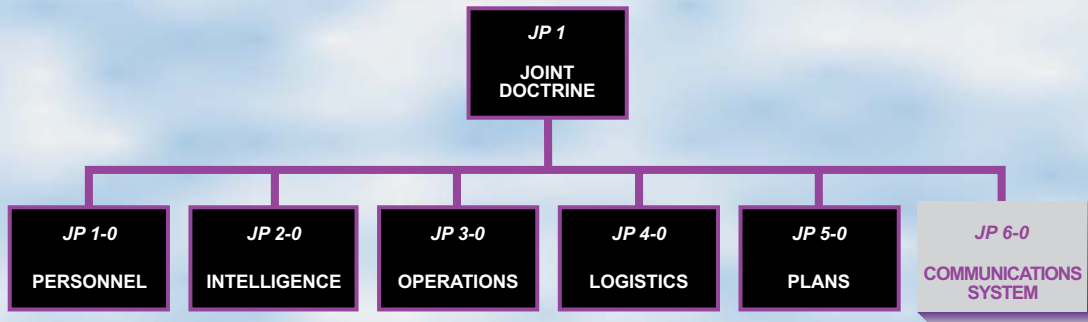 JP 1
JOINT
DOCTRINE
JP 1-0
PERSONNEL
JP 2-0
INTELLIGENCE
JP 3-0
OPERATIONS
JP 4-0
LOGISTICS
JP 5-0
PLANS
JP 6-0
COMMUNICATIONS
SYSTEM